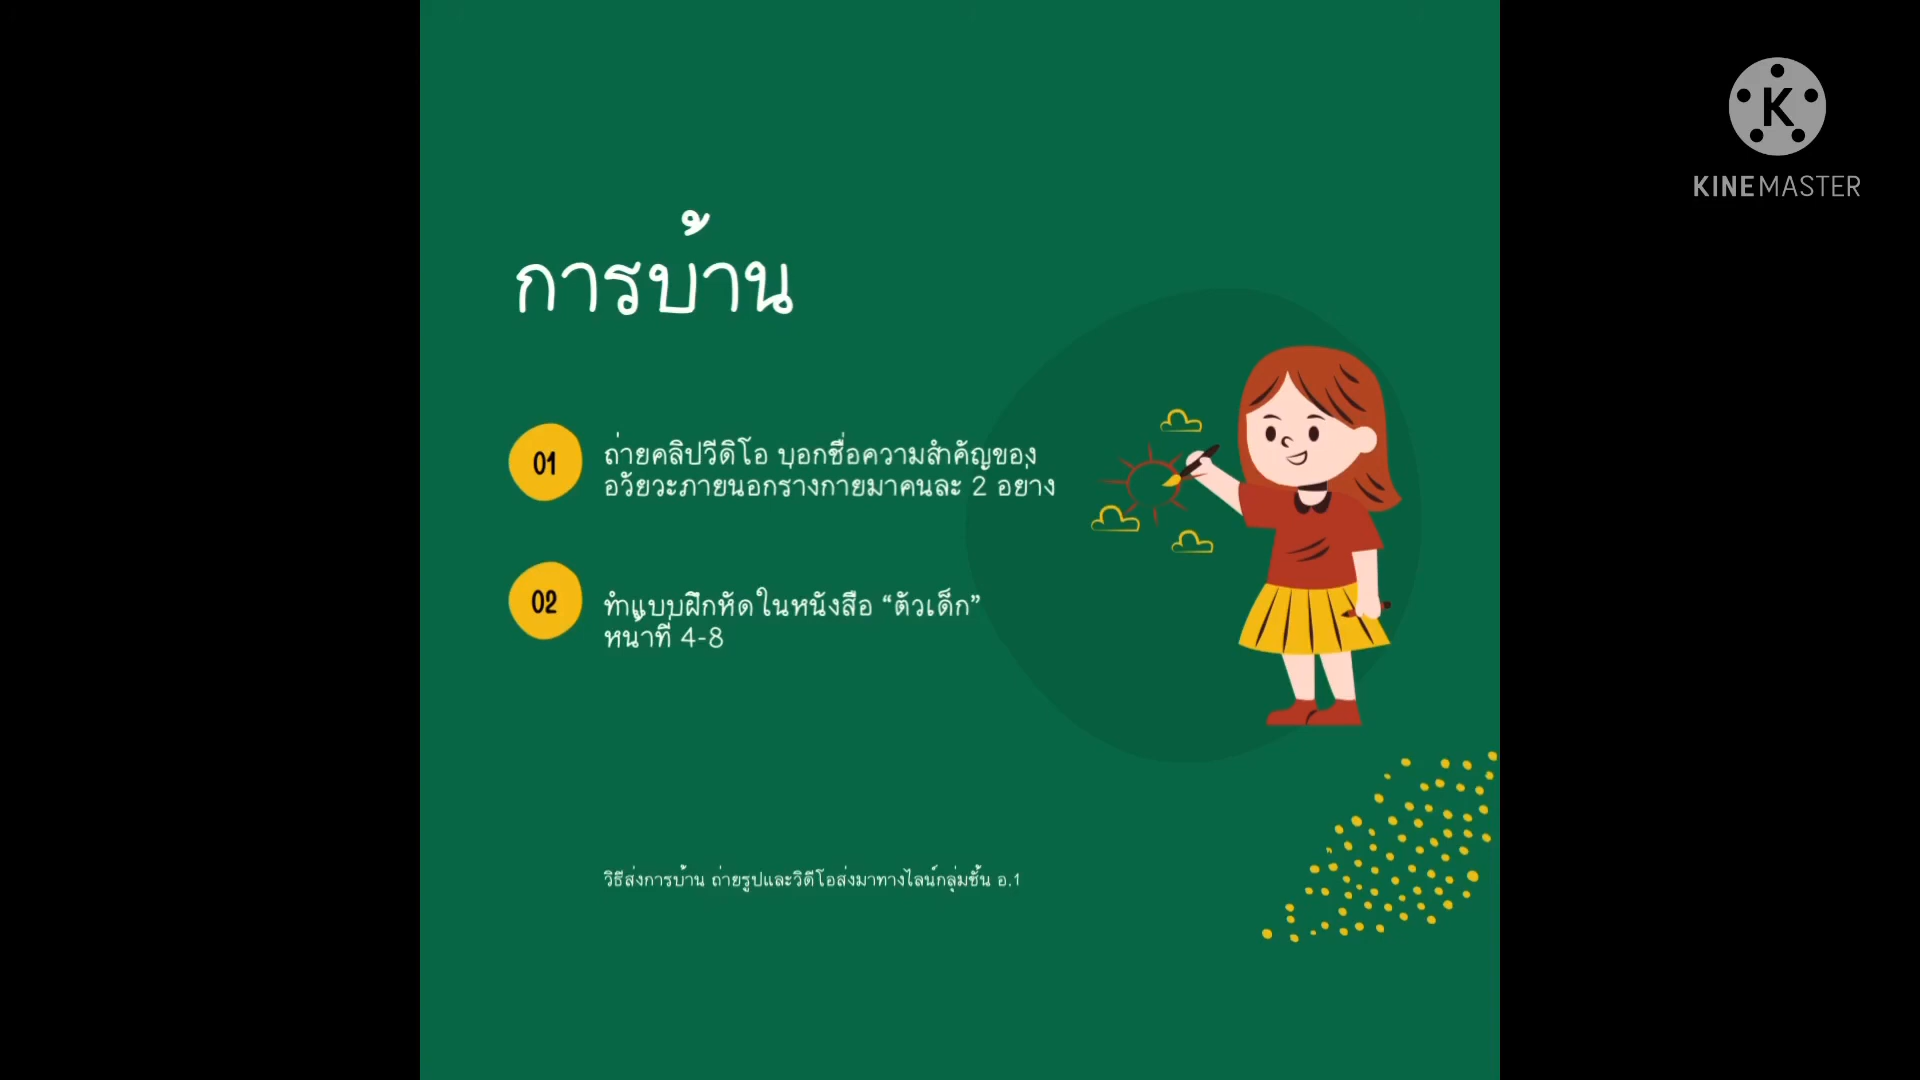 การบ้าน
01
ถ่ายคลิปวีดิโอ บอกชื่อความสำคัญของ
อวัยวะภายนอกรางกายมาคนละ 2 อย่าง
02
ทำแบบฝึกหัดในหนังสือ “ตัวเด็ก”
หน้าที่ 4-8
วิธีส่งการบ้าน ถ่ายรูปและวิดีโอส่งมาทางไลน์กลุ่มชั้น อ.1
K
KINEMASTER